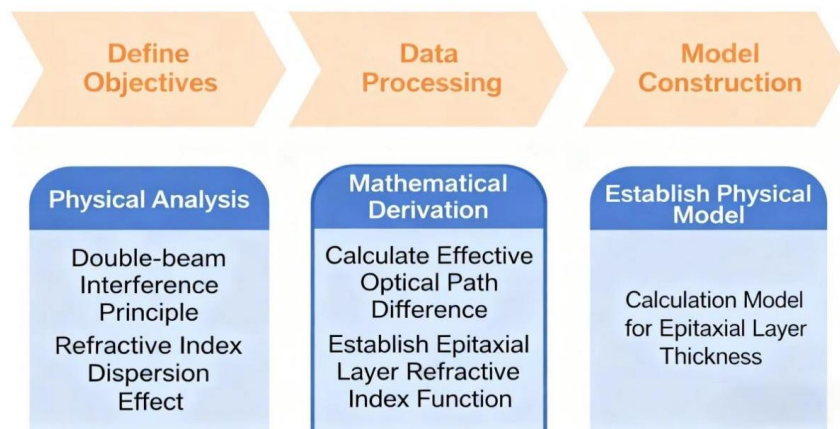 Define
Objectives
Data
Processing
Model
Construction
Physical Analysis
Double-beam
Interference
Principle
Refractive Index
Dispersion
Effect
Mathematical
Derivation
Calculate Effective
Optical Path
Difference
Establish Epitaxial
Layer Refractive
Index Function
Establish Physical
Model
Calculation Model
for Epitaxial Layer
Thickness